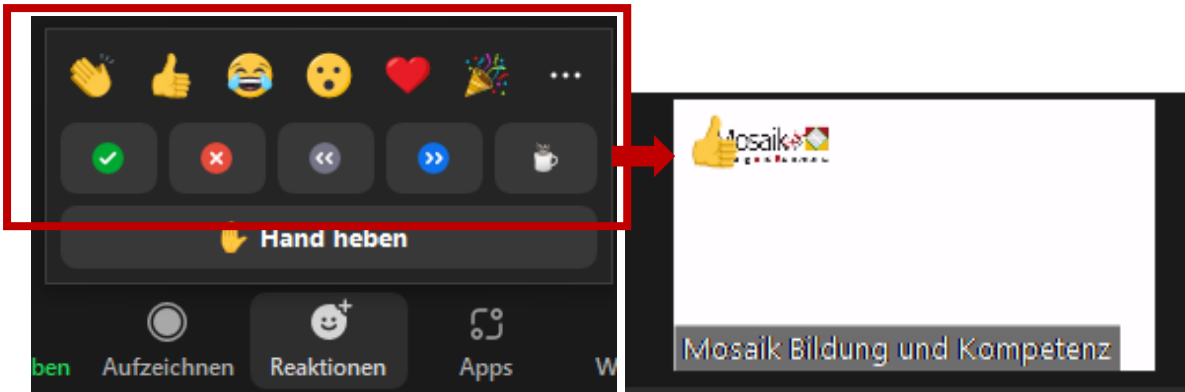 Hand heben
ben
Aufzeichnen
Reaktionen
Apps
W
Mosaik
Mosaik Bildung und Kompetenz